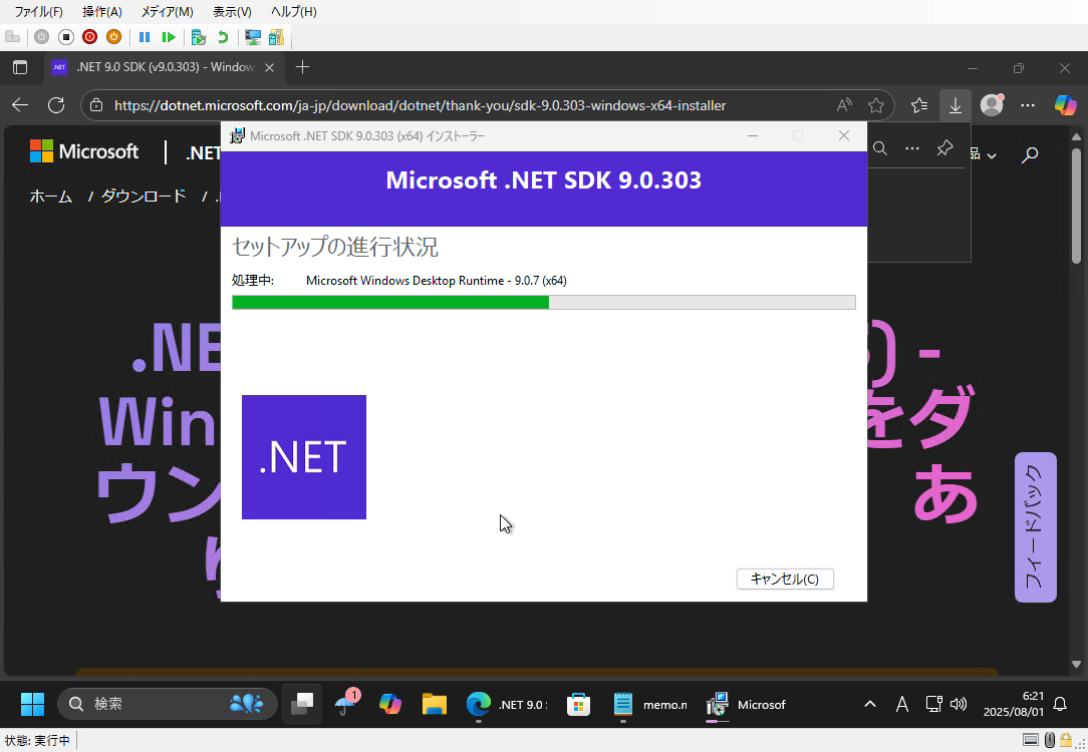 ファイル(F) 操作(A) メディア(M) 表示(V) ヘルプ(H)
.NET 9.0 SDK (v9.0.303) - Window
https://dotnet.microsoft.com/ja-jp/download/dotnet/thank-you/sdk-9.0.303-windows-x64-installer
Microsoft .NET SDK 9.0.303 (x64) インストーラー
Microsoft | .NET
Microsoft .NET SDK 9.0.303
ホーム / ダウンロード /
セットアップの進行状況
処理中: Microsoft Windows Desktop Runtime - 9.0.7 (x64)
.NE ) -
Win をダ
ウン あ
.NET
フィードバック
キャンセル(C)
検索
1
.NET 9.0
memo.n
Microsof
A
6:21
2025/08/01
状態: 実行中